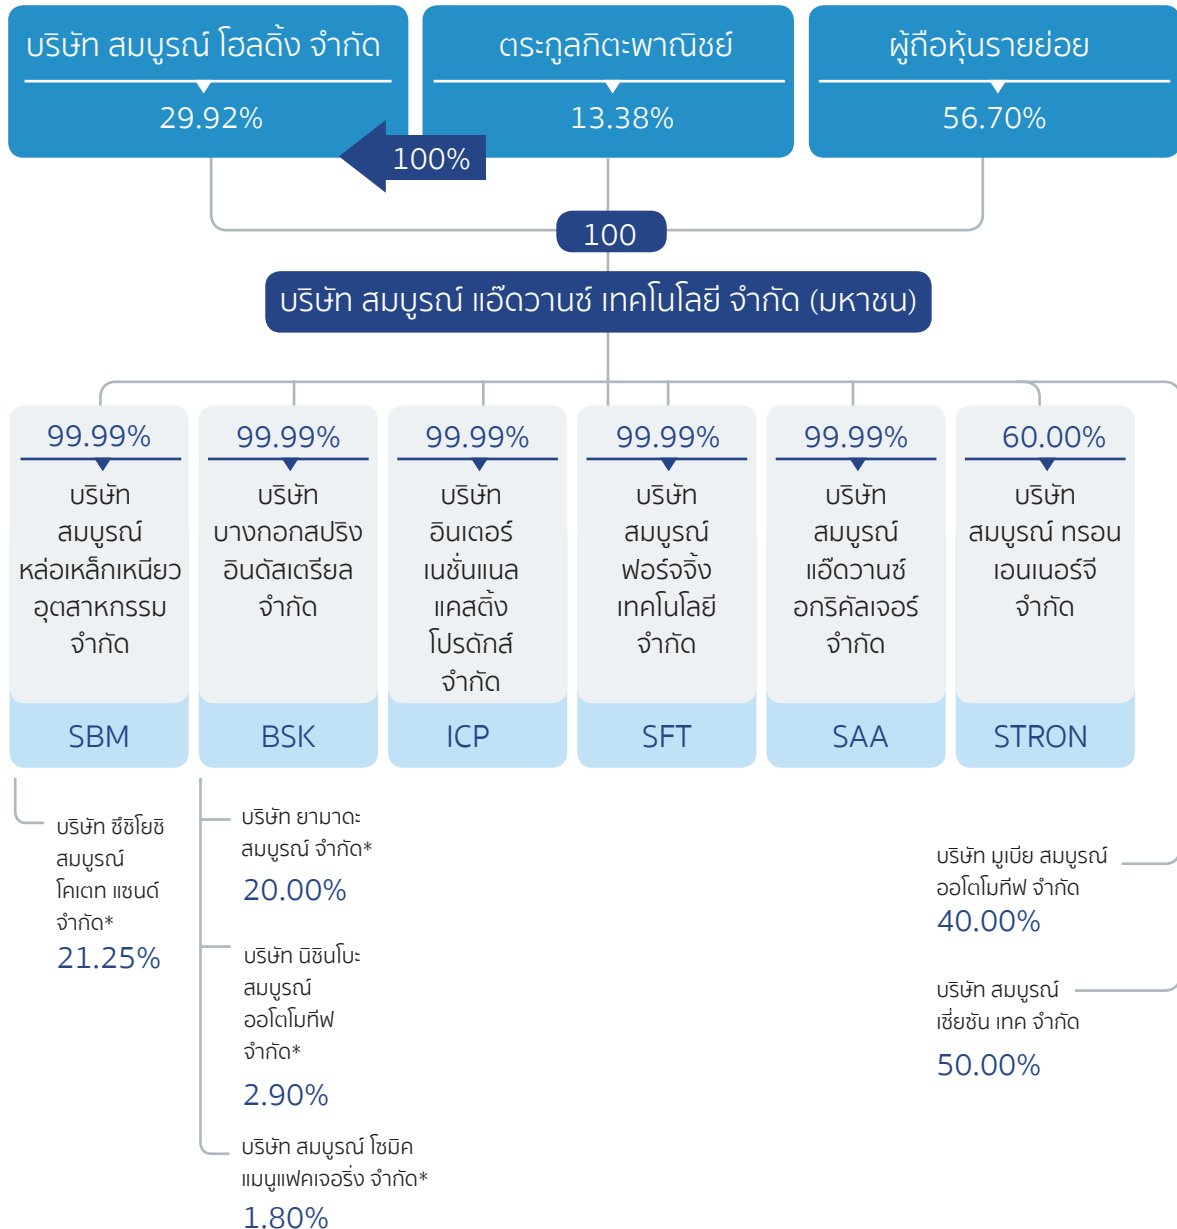 บริษัท สมบูรณ์ โฮลดิ้ง จำกัด
29.92%
ตระกูลกิตะพาณิชย์
13.38%
ผู้ถือหุ้นรายย่อย
56.70%
100%
100
บริษัท สมบูรณ์ แอ๊ดวานซ์ เทคโนโลยี จำกัด (มหาชน)
99.99%
บริษัท
สมบูรณ์
หล่อเหล็กเหนียว
อุตสาหกรรม
จำกัด
SBM
99.99%
บริษัท
บางกอกสปริง
อินดัสเตรียล
จำกัด
BSK
99.99%
บริษัท
อินเตอร์
เนชั่นแนล
แคสติ้ง
โปรดักส์
จำกัด
ICP
99.99%
บริษัท
สมบูรณ์
ฟอร์จจิ้ง
เทคโนโลยี
จำกัด
SFT
99.99%
บริษัท
สมบูรณ์
แอ๊ดวานซ์
อกริคัลเจอร์
จำกัด
SAA
60.00%
บริษัท
สมบูรณ์ ทรอน
เอนเนอร์จี
จำกัด
STRON
บริษัท ซึชิโยชิ
สมบูรณ์
โคเตท แซนด์
จำกัด*
21.25%
บริษัท ยามาดะ
สมบูรณ์ จำกัด*
20.00%
บริษัท นิชินโบะ
สมบูรณ์
ออโตโมทีฟ
จำกัด*
2.90%
บริษัท สมบูรณ์ โซมิค
แมนูแฟคเจอริ่ง จำกัด*
1.80%
บริษัท มูเบีย สมบูรณ์
ออโตโมทีฟ จำกัด
40.00%
บริษัท สมบูรณ์
เซี่ยซัน เทค จำกัด
50.00%